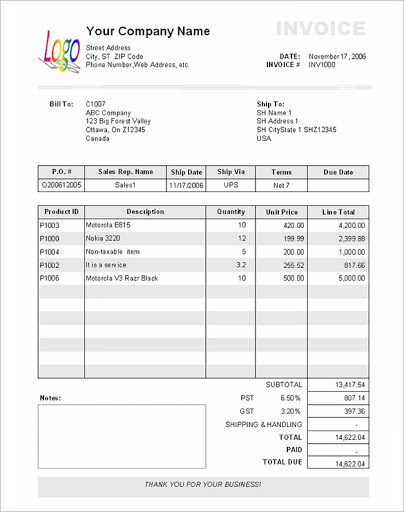 Your Company Name
INVOICE
Logo
Street Address
City, ST ZIP Code
Phone Number,Web Address, etc.
DATE: November 17, 2006
INVOICE # INV1000
Bill To: C1007
ABC Company
123 Big Forest Valley
Ottawa, On Z12345
Canada
Ship To:
SH Name 1
SH Address 1
SH CityState 1 SHZ12345
USA
P.O. # Sales Rep. Name Ship Date Ship Via Terms Due Date
O200612005 Sales1 11/17/2006 UPS Net 7
Product ID Description Quantity Unit Price Line Total
P1003 Motorola E815 10 420.00 4,200.00
P1000 Nokia 3220 12 199.99 2,399.88
P1004 Non-taxable item 5 200.00 1,000.00
P1002 It is a service 3.2 255.52 817.66
P1006 Motorola V3 Razr Black 10 500.00 5,000.00
SUBTOTAL 13,417.54
Notes:
PST 6.50% 807.14
GST 3.20% 397.36
SHIPPING & HANDLING -
TOTAL 14,622.04
PAID -
TOTAL DUE 14,622.04
THANK YOU FOR YOUR BUSINESS!